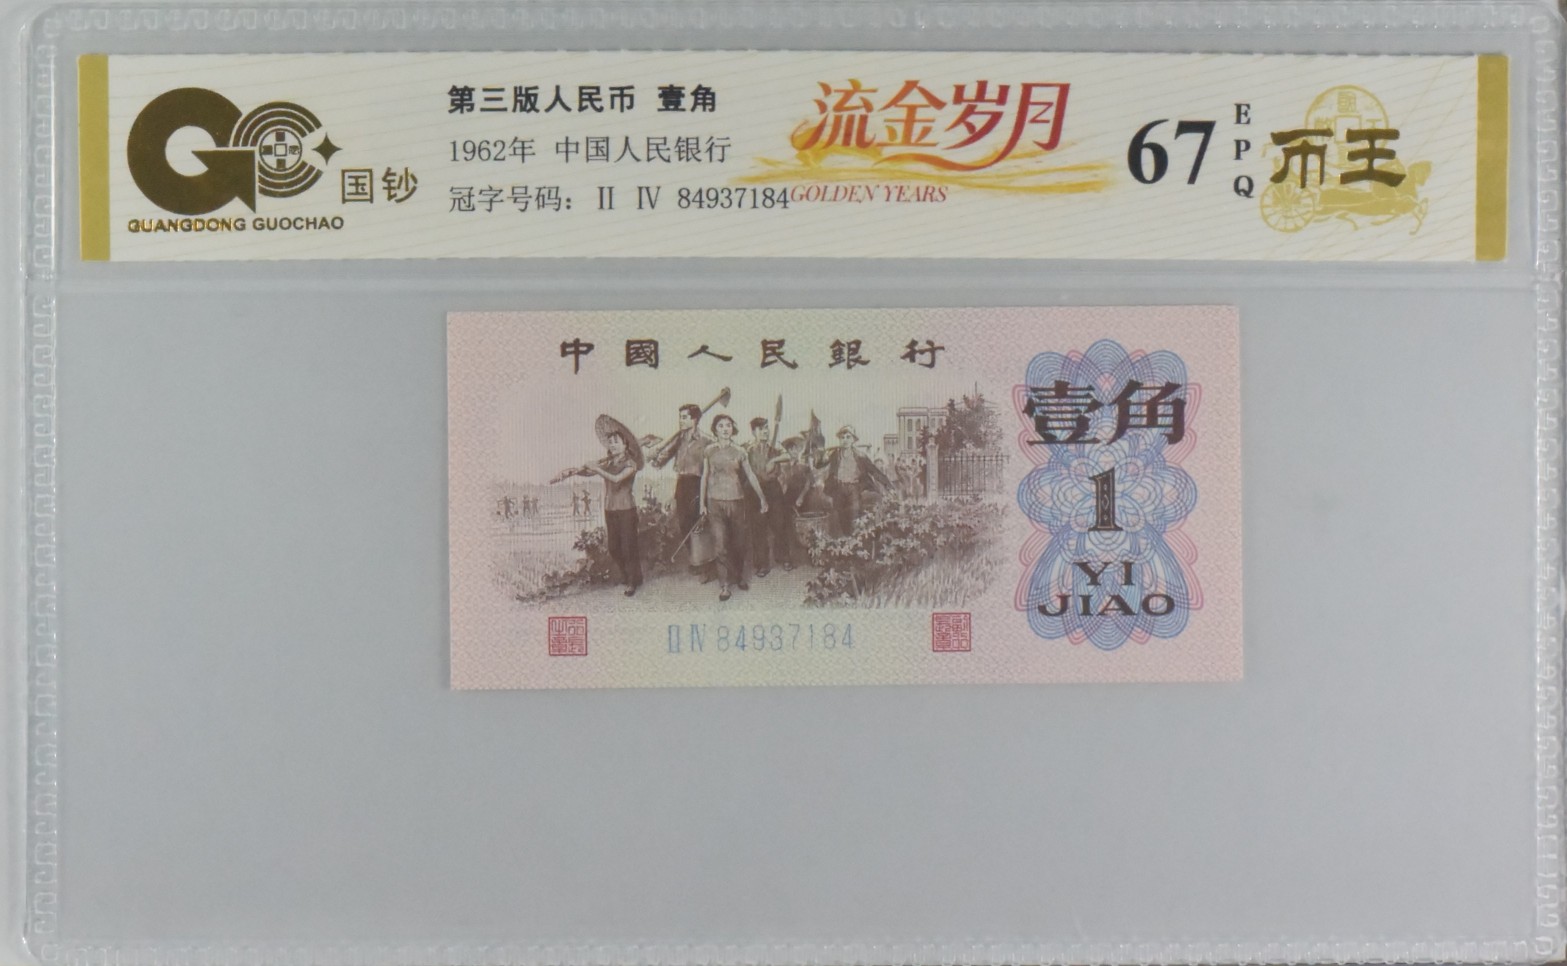 第三版人民币 壹角
1962年 中国人民银行
冠字号码： II IV 84937184
国钞
GUANGDONG GUOCHAO
流金岁月
GOLDEN YEARS
67
EPQ
币王
中國人民銀行
壹角
1
YI
JIAO
II IV 84937184